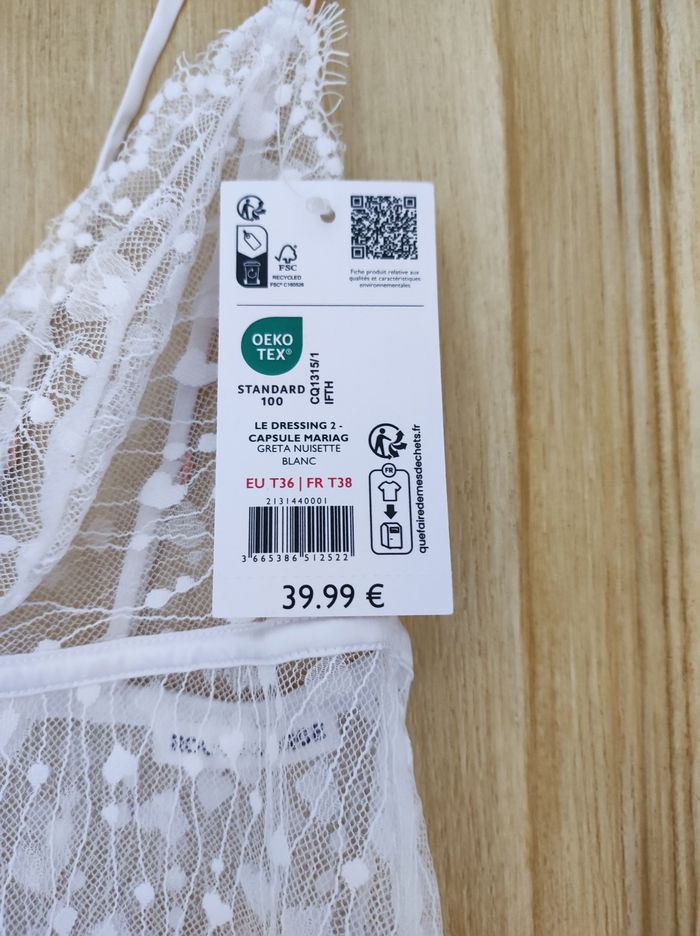 FSC
RECYCLED
FSC® C160526
Fiche produit relative aux
qualités et caractéristiques
environnementales
OEKO
TEX®
STANDARD
100
CQ1315/1
IFTH
LE DRESSING 2 -
CAPSULE MARIAG
GRETA NUISETTE
BLANC
EU T36 | FR T38
2131440001
3 665386 512522
FR
quefairedemesdechets.fr
39.99 €